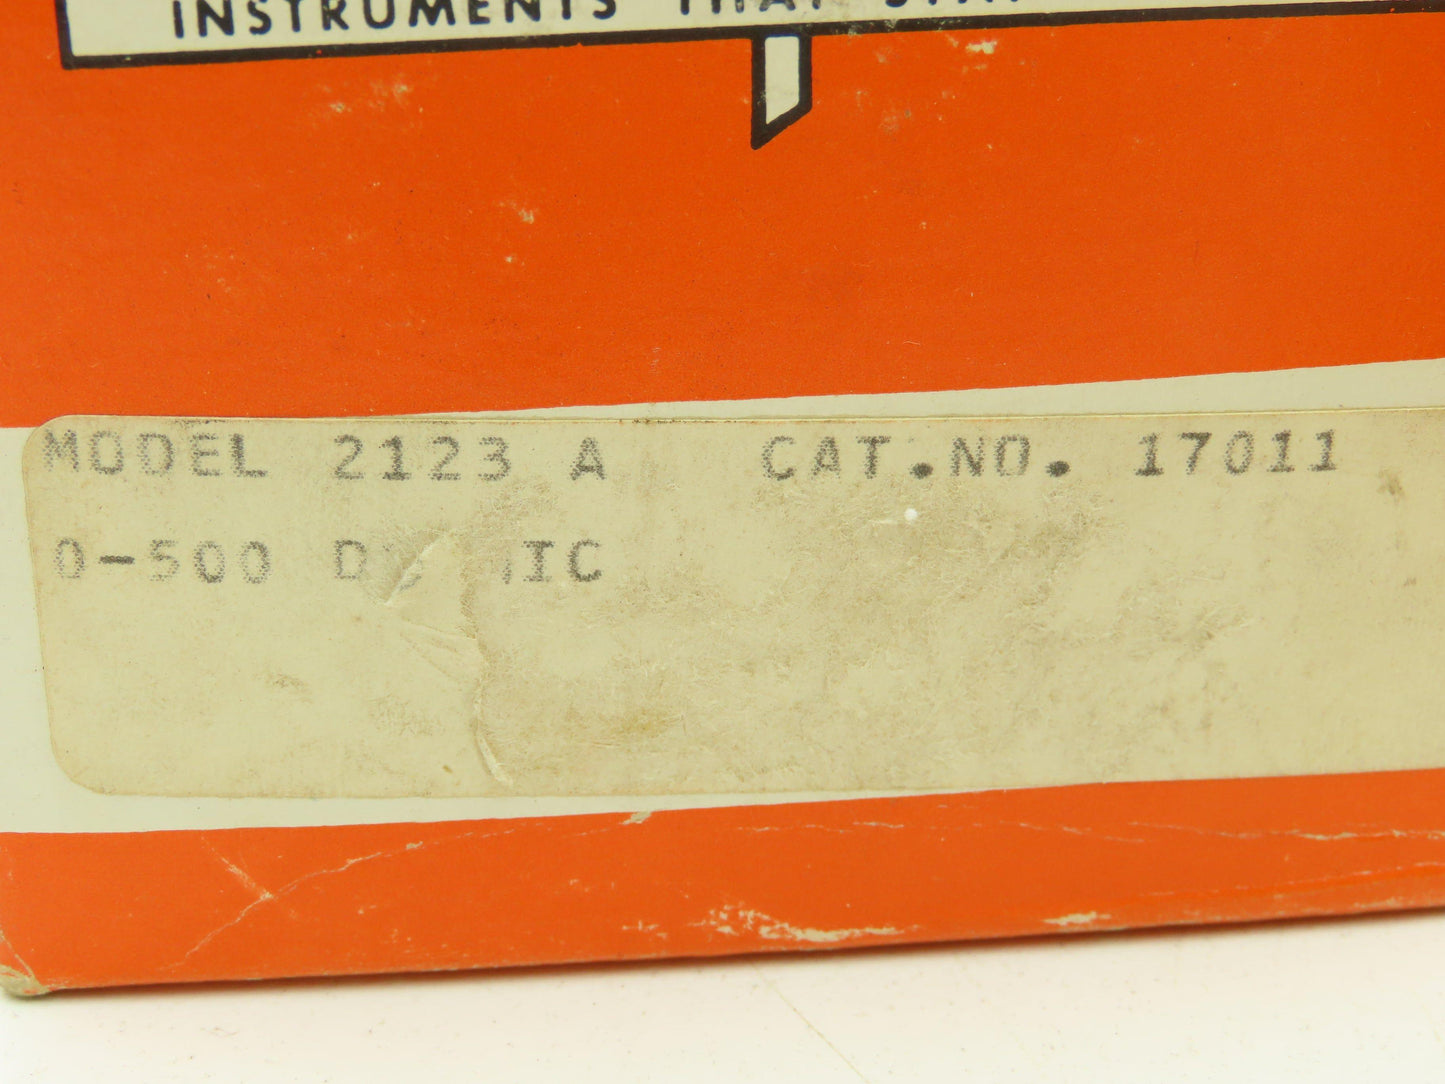 INSTRUMENTS THAT
MODEL 2123 A CAT.NO. 17011
0-500